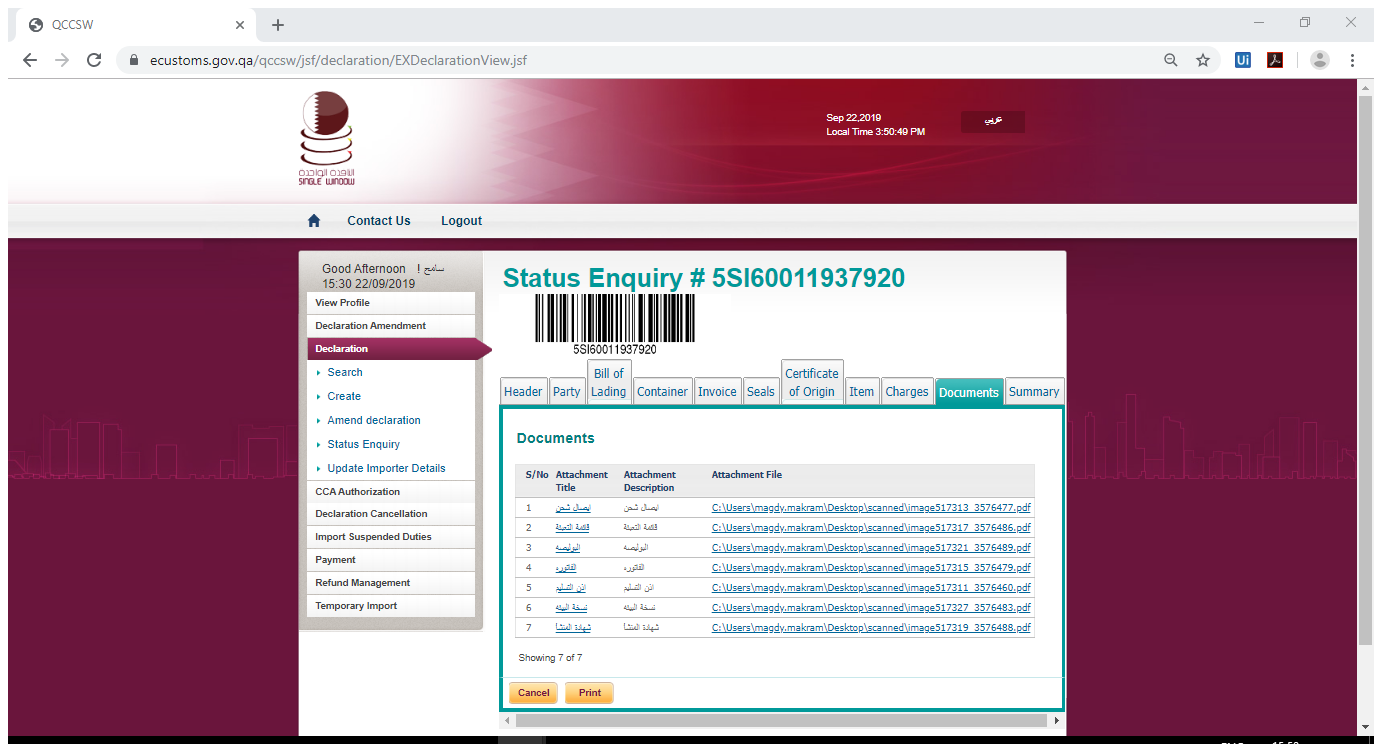 QCCSW
ecustoms.gov.qa/qccsw/jsf/declaration/EXDeclarationView.jsf
Ui
النافذة الواحدة
SINGLE WINDOW
Sep 22,2019
Local Time 3:50:49 PM
عربي
Contact Us
Logout
Good Afternoon ! سامح
15:30 22/09/2019
View Profile
Declaration Amendment
Declaration
Search
Create
Amend declaration
Status Enquiry
Update Importer Details
CCA Authorization
Declaration Cancellation
Import Suspended Duties
Payment
Refund Management
Temporary Import
Status Enquiry # 5SI60011937920
5SI60011937920
Header
Party
Bill of
Lading
Container
Invoice
Seals
Certificate
of Origin
Item
Charges
Documents
Summary
Documents
S/No Attachment Attachment Attachment File
Title Description
1 ايصال شحن ايصال شحن C:\Users\magdy.makram\Desktop\scanned\image517313_3576477.pdf
2 قائمة التعبئة قائمة التعبئة C:\Users\magdy.makram\Desktop\scanned\image517317_3576486.pdf
3 البوليصه البوليصه C:\Users\magdy.makram\Desktop\scanned\image517321_3576489.pdf
4 الفاتوره الفاتوره C:\Users\magdy.makram\Desktop\scanned\image517315_3576479.pdf
5 اذن التسليم اذن التسليم C:\Users\magdy.makram\Desktop\scanned\image517311_3576460.pdf
6 نسخة البيئه نسخة البيئه C:\Users\magdy.makram\Desktop\scanned\image517327_3576483.pdf
7 شهادة المنشأ شهادة المنشأ C:\Users\magdy.makram\Desktop\scanned\image517319_3576488.pdf
Showing 7 of 7
Cancel
Print